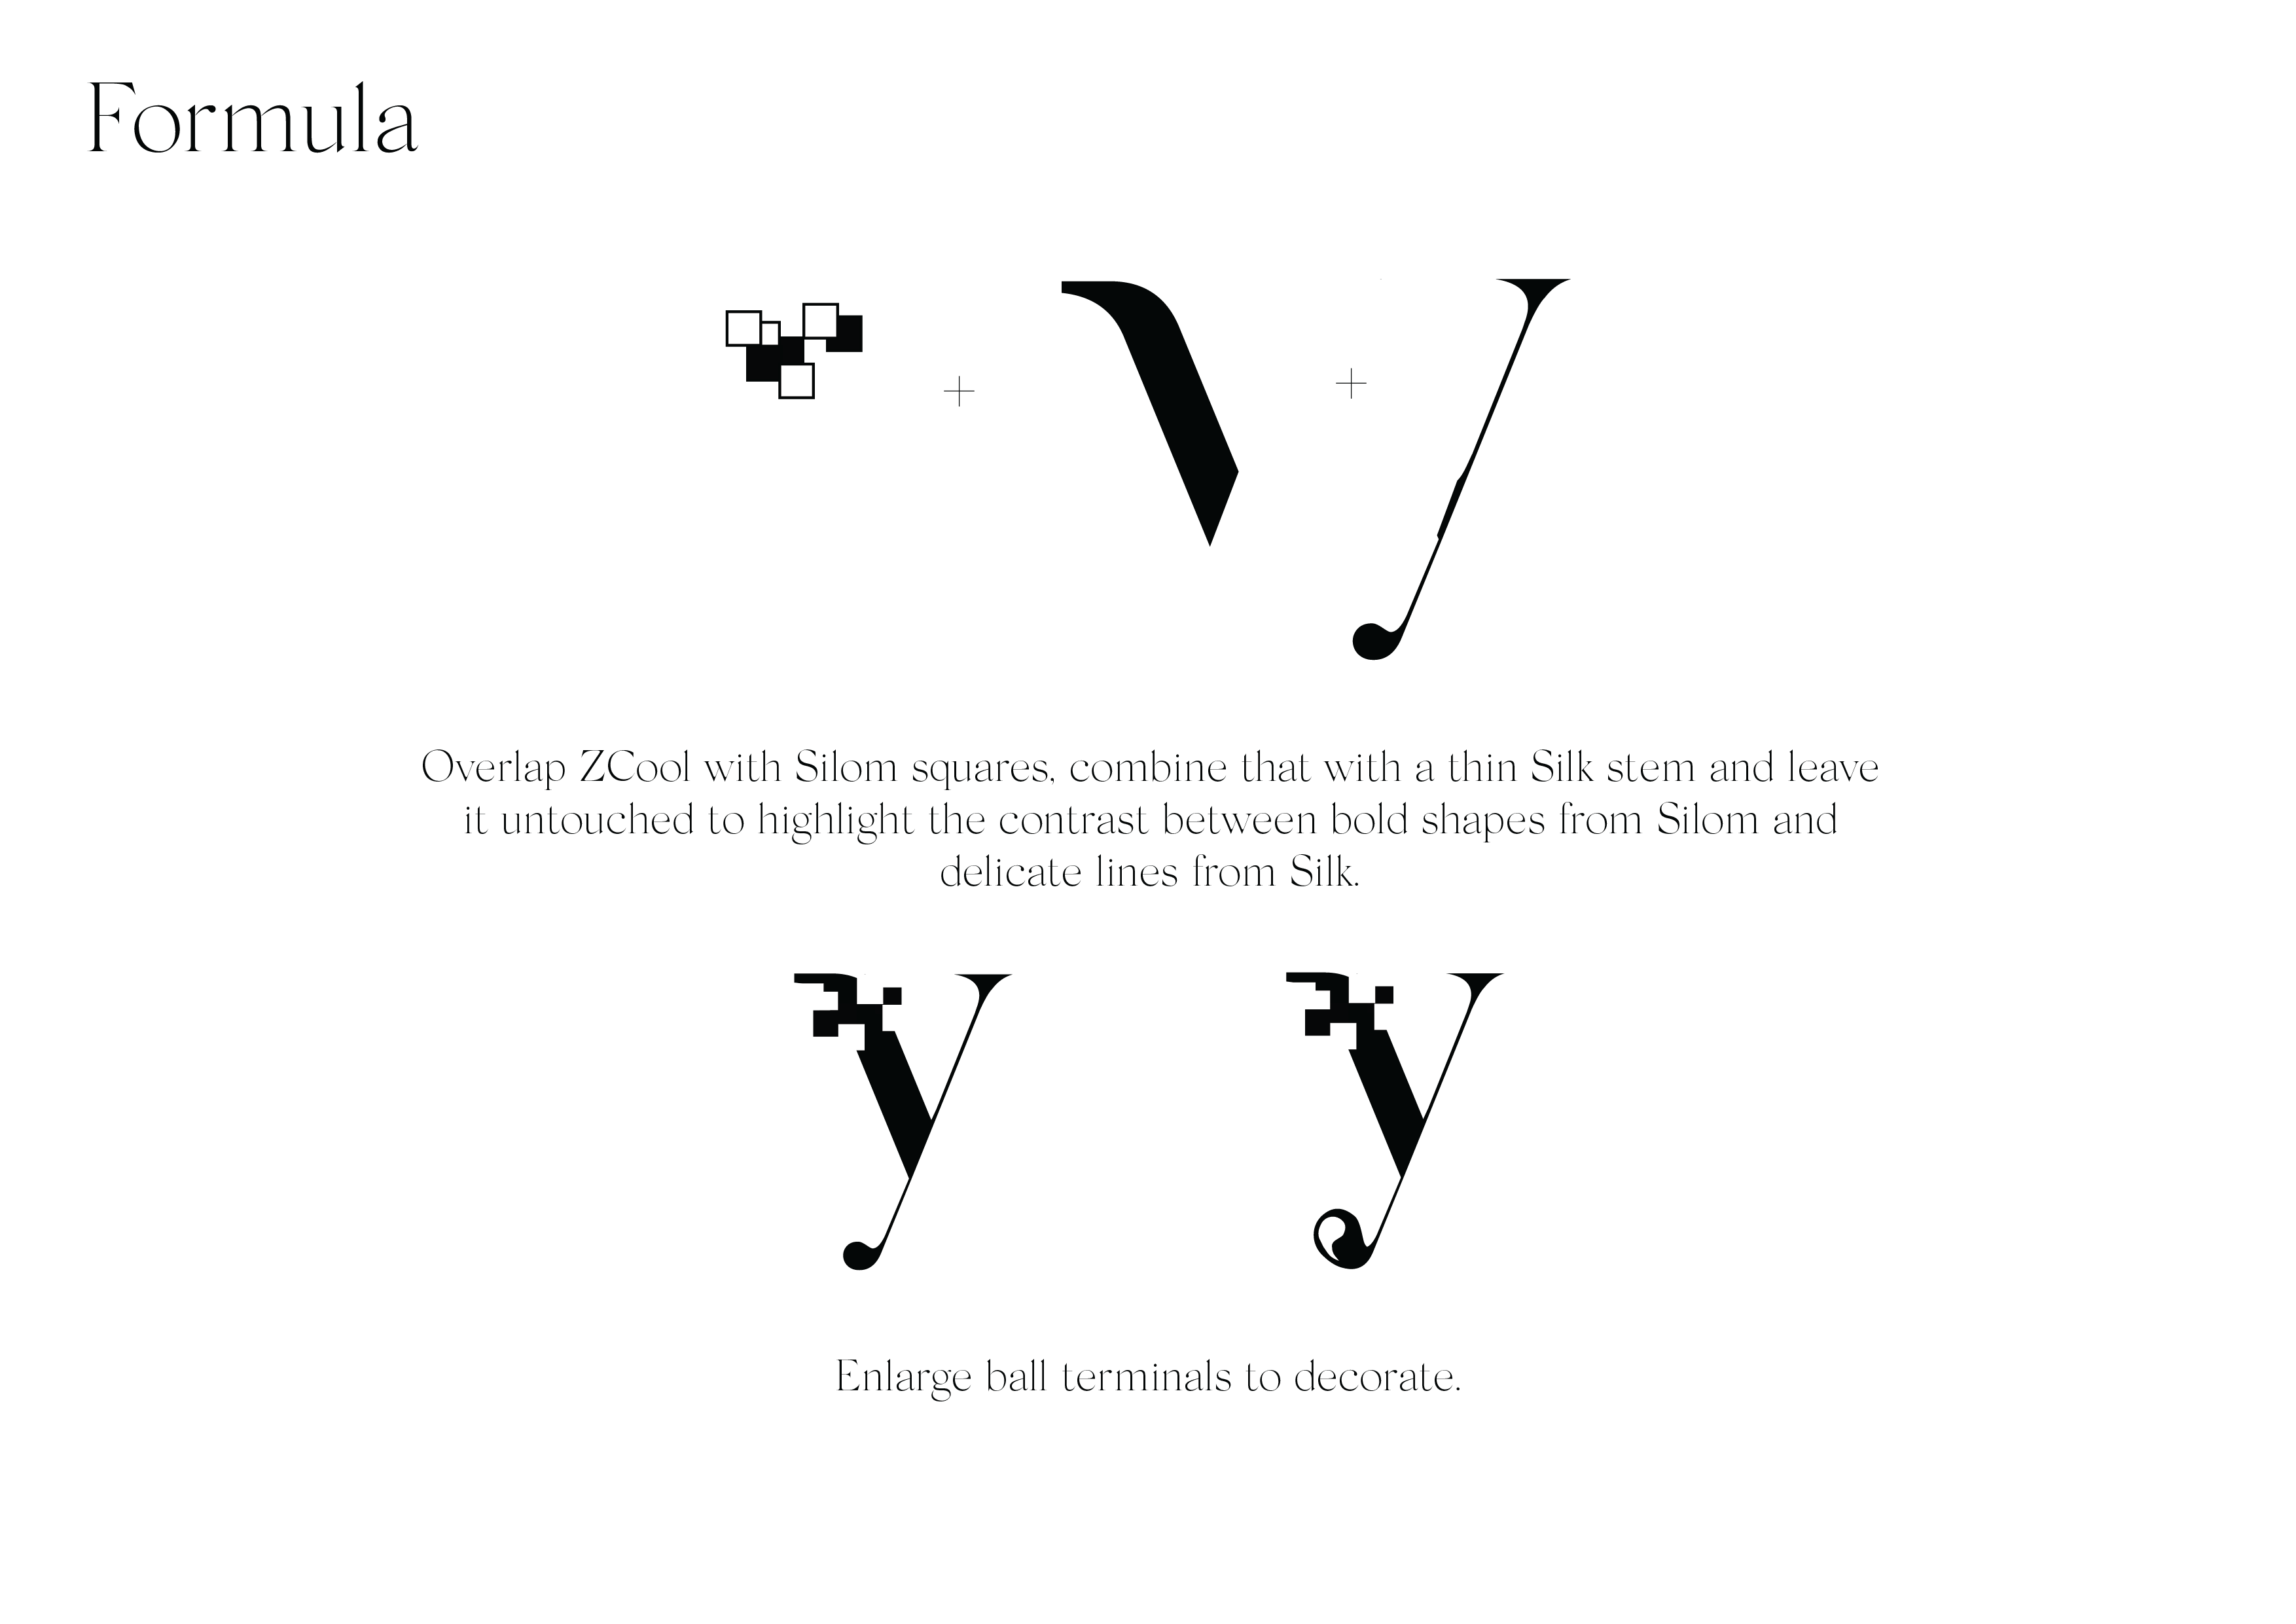 Formula
+ +
Overlap ZCool with Silom squares, combine that with a thin Silk stem and leave
it untouched to highlight the contrast between bold shapes from Silom and
delicate lines from Silk.
y y
Enlarge ball terminals to decorate.